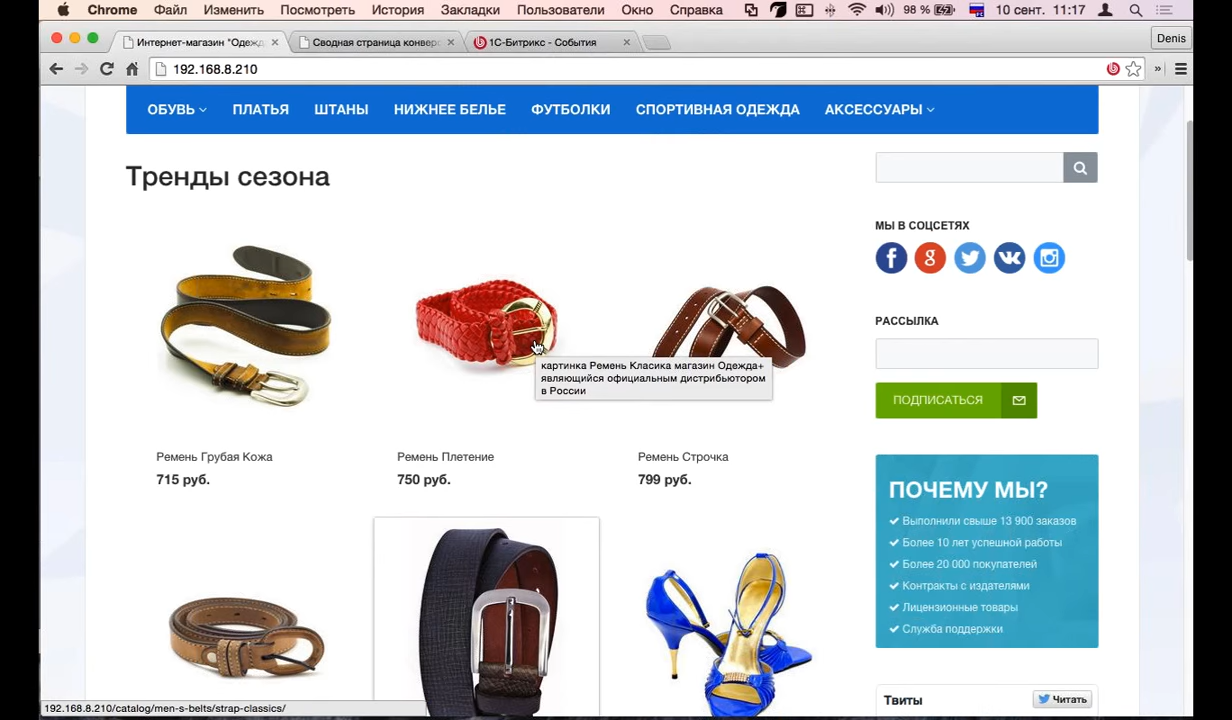 Chrome Файл Изменить Посмотреть История Закладки Пользователи Окно Справка 98 % 10 сент. 11:17
Интернет-магазин "Одежд Сводная страница конверс 1С-Битрикс - События Denis
192.168.8.210 »
ОБУВЬ ПЛАТЬЯ ШТАНЫ НИЖНЕЕ БЕЛЬЕ ФУТБОЛКИ СПОРТИВНАЯ ОДЕЖДА АКСЕССУАРЫ
Тренды сезона
МЫ В СОЦСЕТЯХ
РАССЫЛКА
картинка Ремень Класика магазин Одежда+
являющийся официальным дистрибьютором
в России
ПОДПИСАТЬСЯ
Ремень Грубая Кожа Ремень Плетение Ремень Строчка
715 руб. 750 руб. 799 руб.
ПОЧЕМУ МЫ?
Выполнили свыше 13 900 заказов
Более 10 лет успешной работы
Более 20 000 покупателей
Контракты с издателями
Лицензионные товары
Служба поддержки
Твиты Читать
192.168.8.210/catalog/men-s-belts/strap-classics/